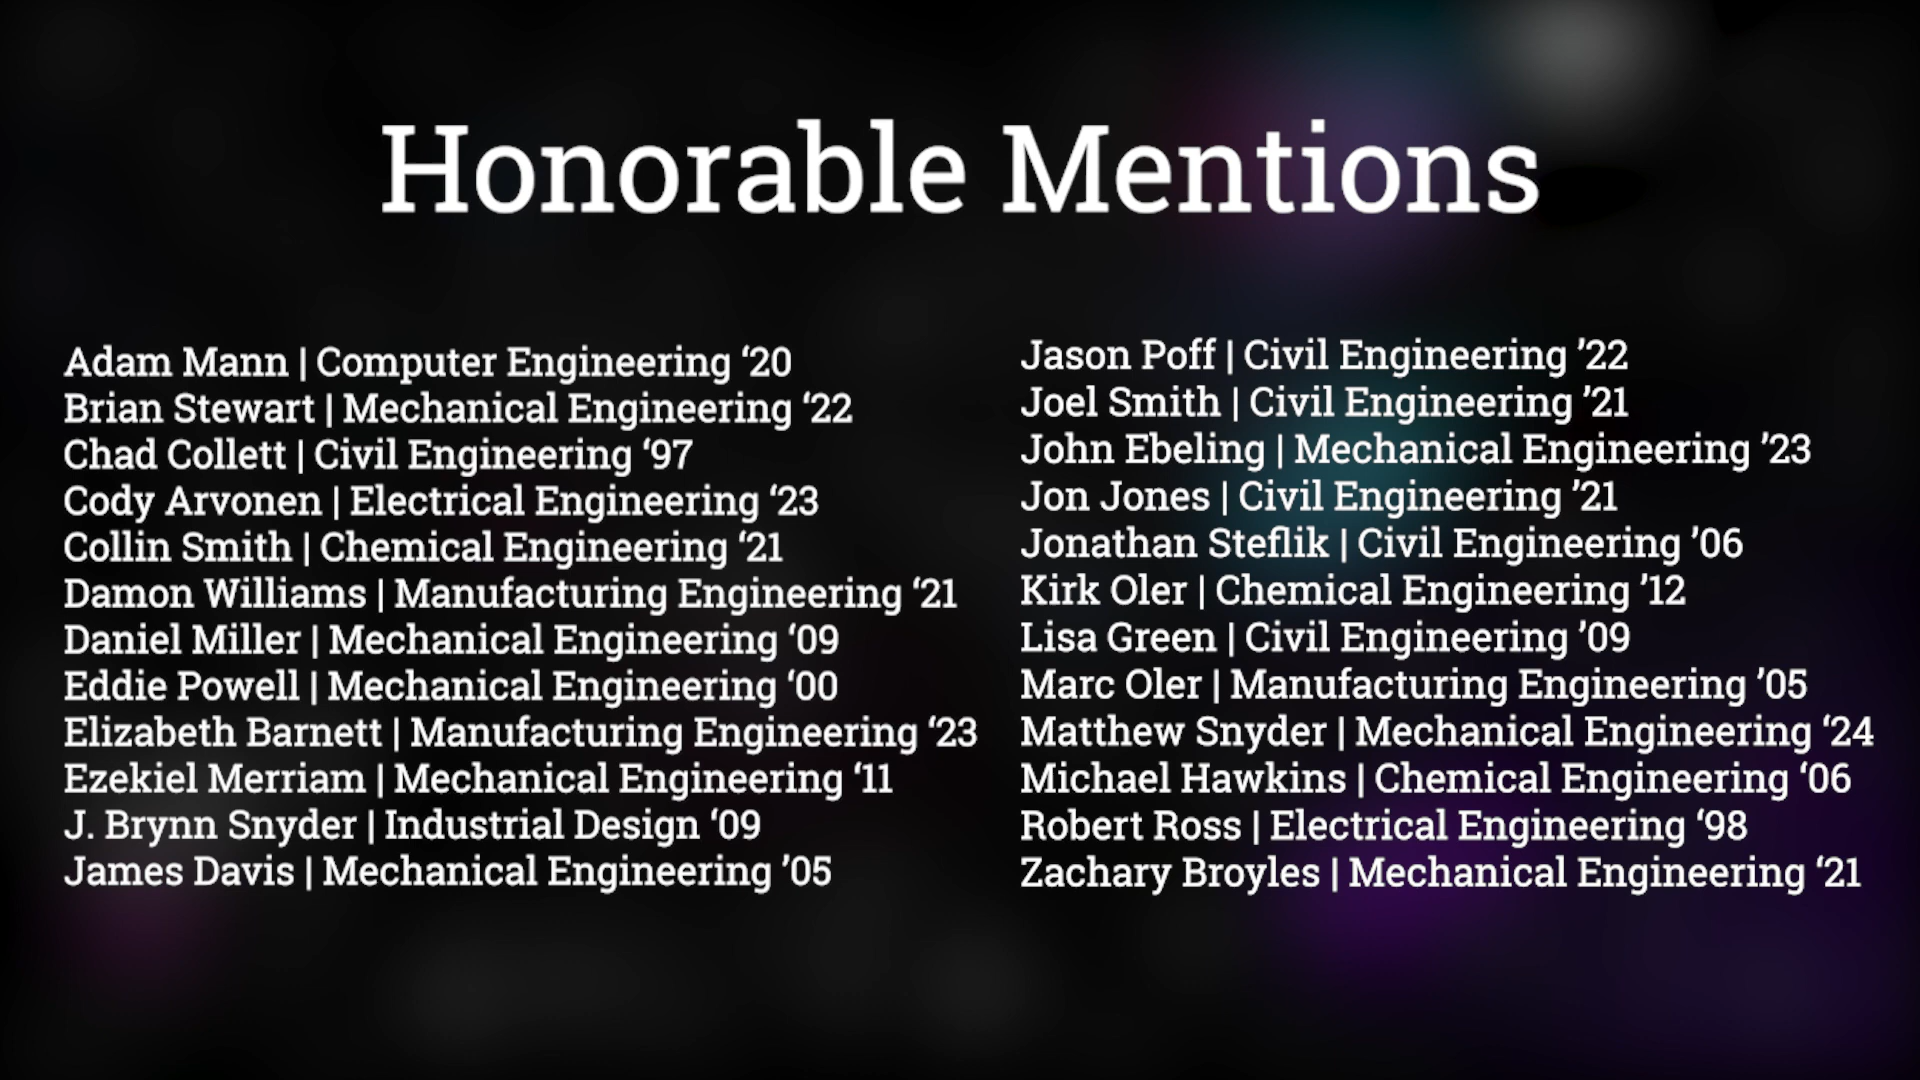 Honorable Mentions
Adam Mann | Computer Engineering ‘20
Brian Stewart | Mechanical Engineering ‘22
Chad Collett | Civil Engineering ‘97
Cody Arvonen | Electrical Engineering ‘23
Collin Smith | Chemical Engineering ‘21
Damon Williams | Manufacturing Engineering ‘21
Daniel Miller | Mechanical Engineering ‘09
Eddie Powell | Mechanical Engineering ‘00
Elizabeth Barnett | Manufacturing Engineering ‘23
Ezekiel Merriam | Mechanical Engineering ‘11
J. Brynn Snyder | Industrial Design ‘09
James Davis | Mechanical Engineering ’05
Jason Poff | Civil Engineering ’22
Joel Smith | Civil Engineering ’21
John Ebeling | Mechanical Engineering ’23
Jon Jones | Civil Engineering ’21
Jonathan Steflik | Civil Engineering ’06
Kirk Oler | Chemical Engineering ’12
Lisa Green | Civil Engineering ’09
Marc Oler | Manufacturing Engineering ’05
Matthew Snyder | Mechanical Engineering ‘24
Michael Hawkins | Chemical Engineering ‘06
Robert Ross | Electrical Engineering ‘98
Zachary Broyles | Mechanical Engineering ‘21